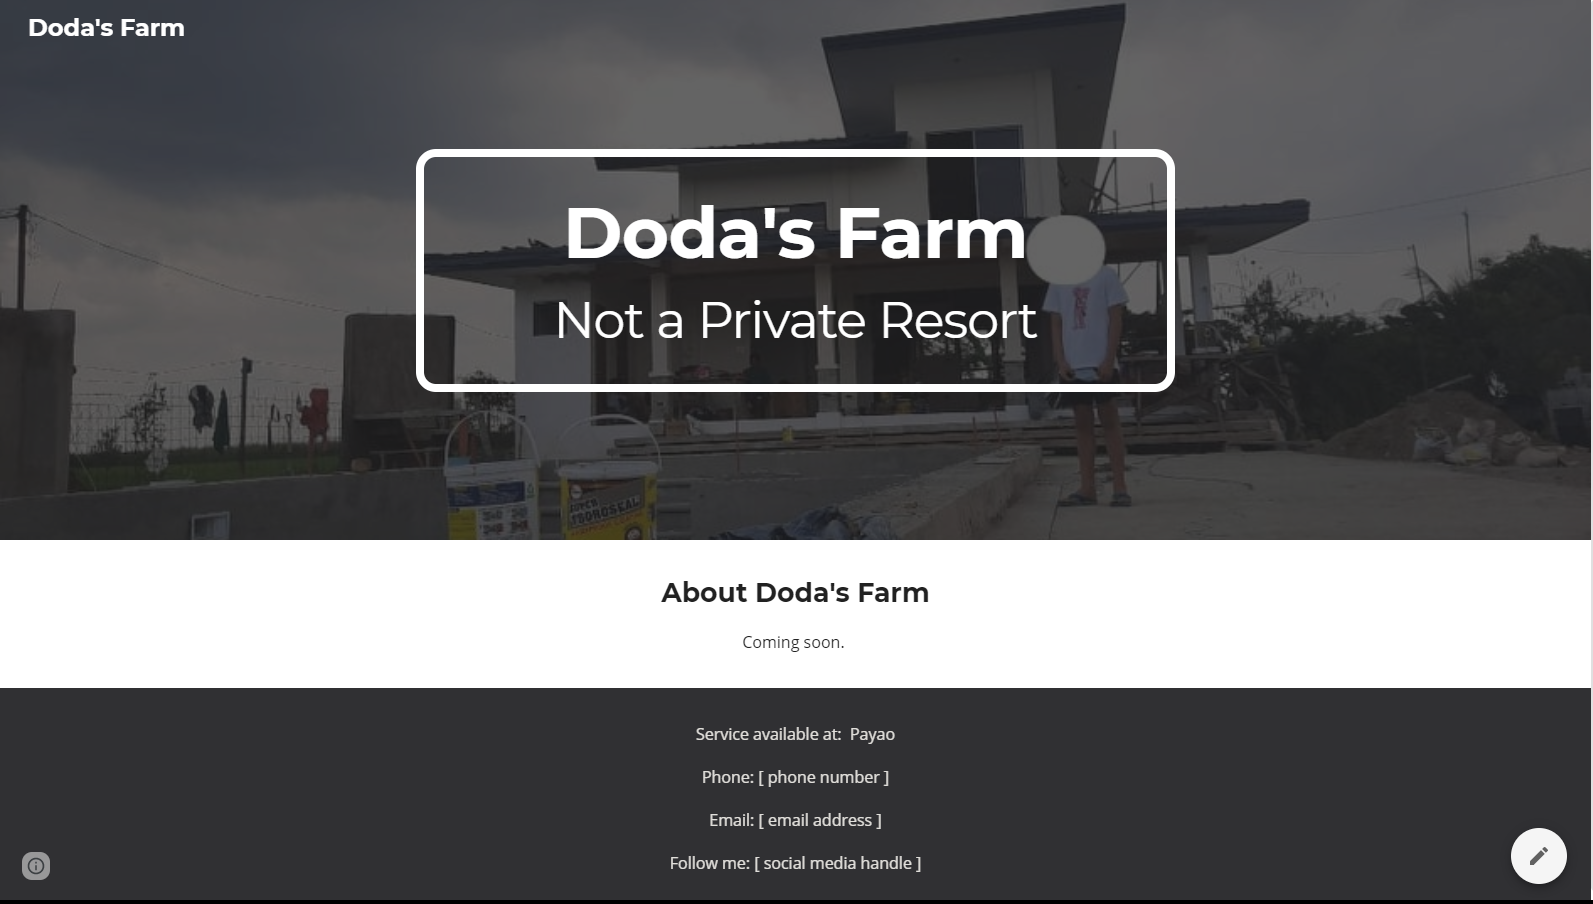 Doda's Farm
Doda's Farm
Not a Private Resort
About Doda's Farm
Coming soon.
Service available at:  Payao
Phone: [ phone number ]
Email: [ email address ]
Follow me: [ social media handle ]